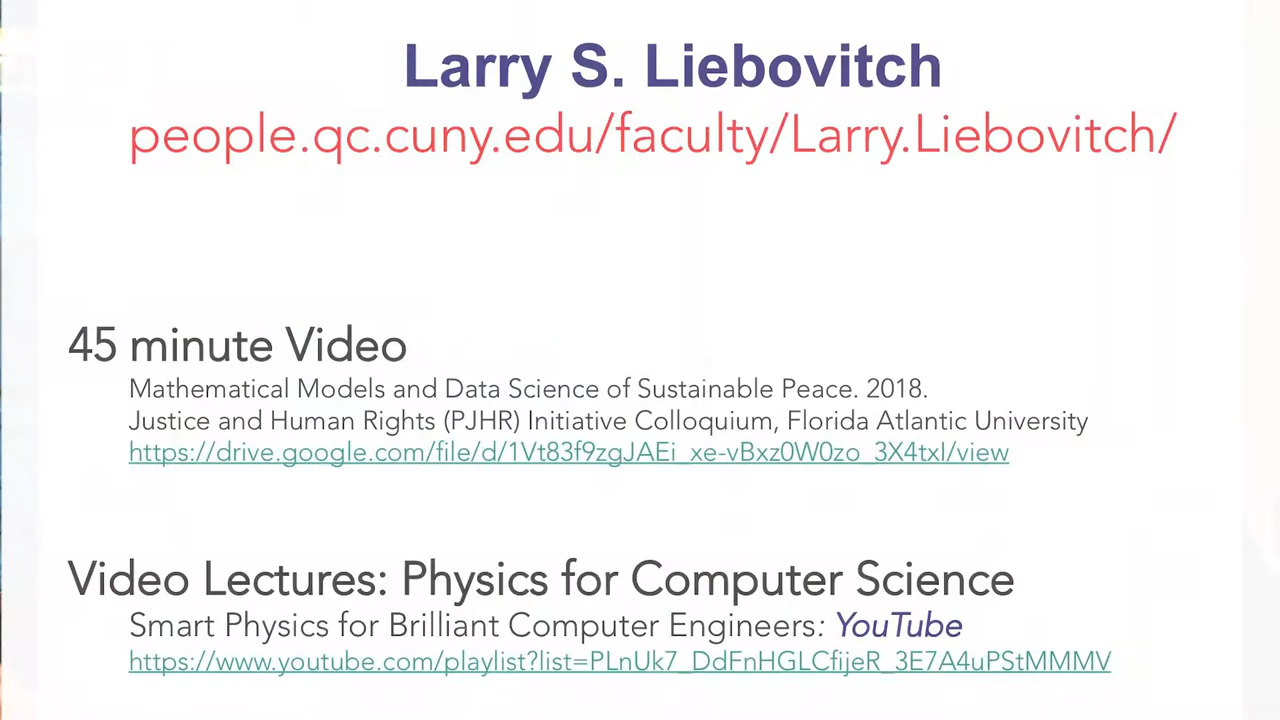 Larry S. Liebovitch
people.qc.cuny.edu/faculty/Larry.Liebovitch/
45 minute Video
Mathematical Models and Data Science of Sustainable Peace. 2018.
Justice and Human Rights (PJHR) Initiative Colloquium, Florida Atlantic University
https://drive.google.com/file/d/1Vt83f9zgJAEi_xe-vBxz0W0zo_3X4txI/view
Video Lectures: Physics for Computer Science
Smart Physics for Brilliant Computer Engineers: YouTube
https://www.youtube.com/playlist?list=PLnUk7_DdFnHGLCfijeR_3E7A4uPStMMMV